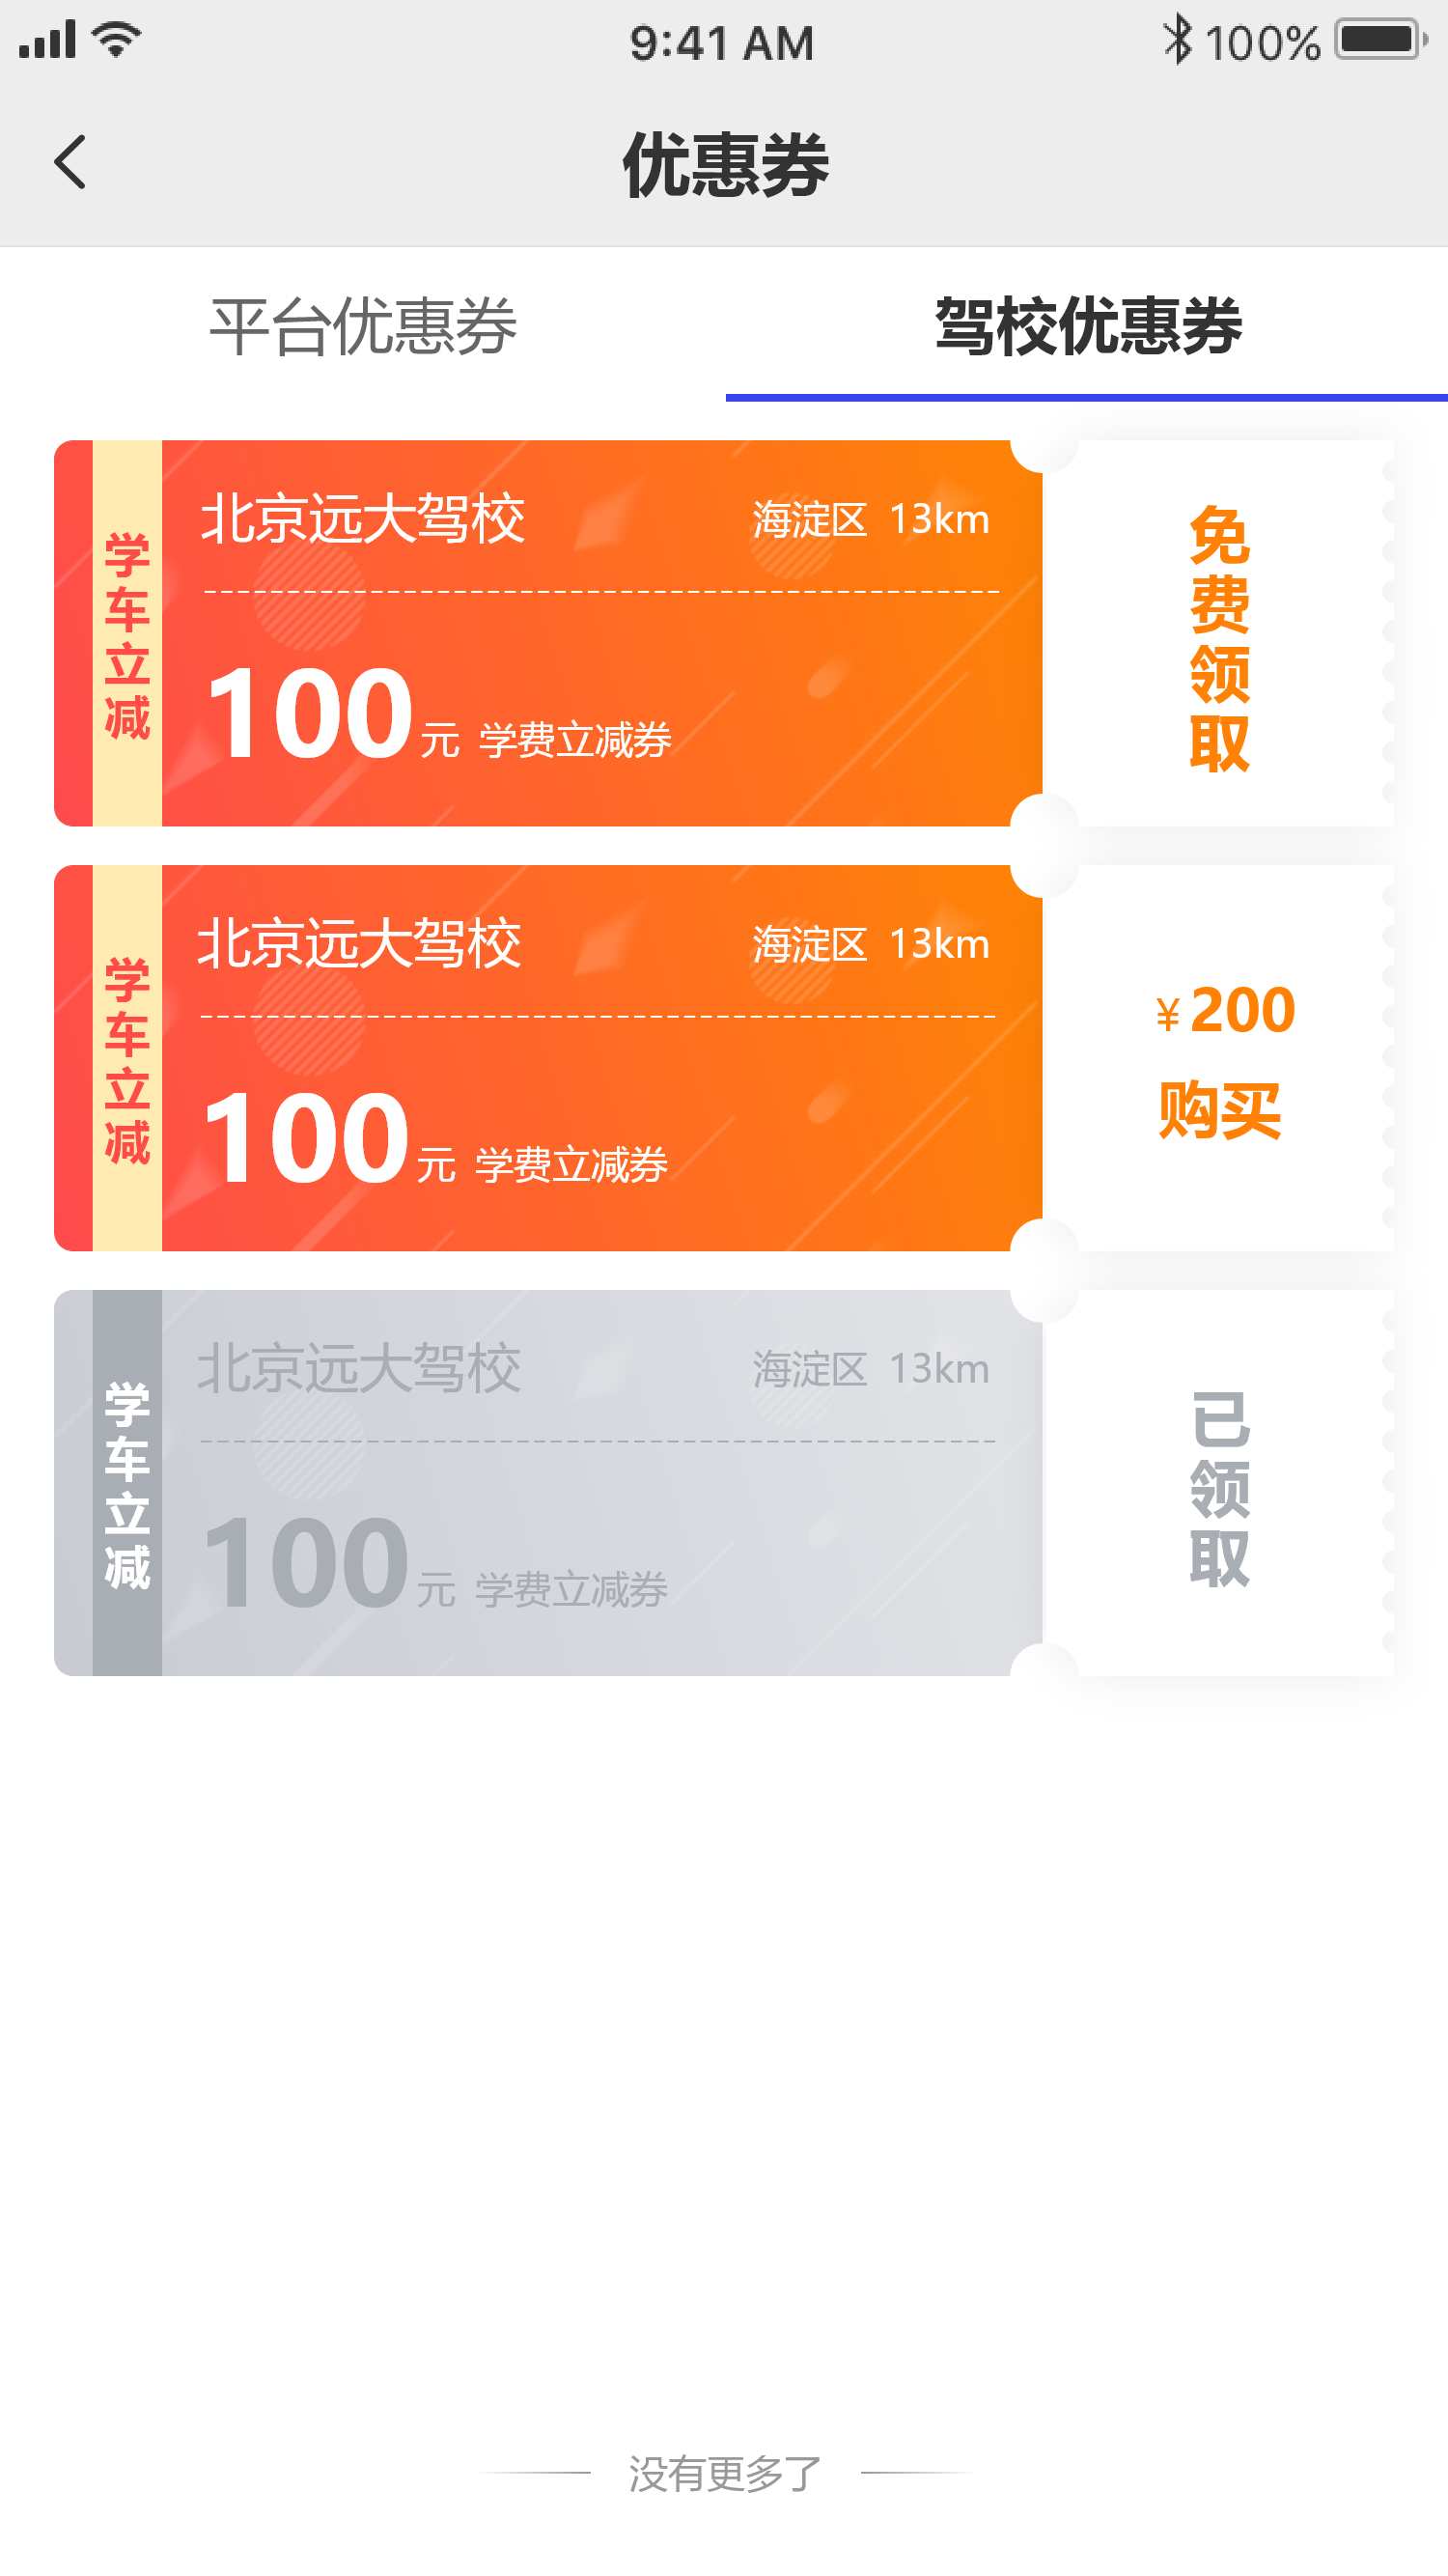 9:41 AM
100%
优惠券
平台优惠券
驾校优惠券
学车立减
北京远大驾校
海淀区 13km
100元 学费立减券
免费领取
学车立减
北京远大驾校
海淀区 13km
100元 学费立减券
¥200
购买
学车立减
北京远大驾校
海淀区 13km
100元 学费立减券
已领取
没有更多了